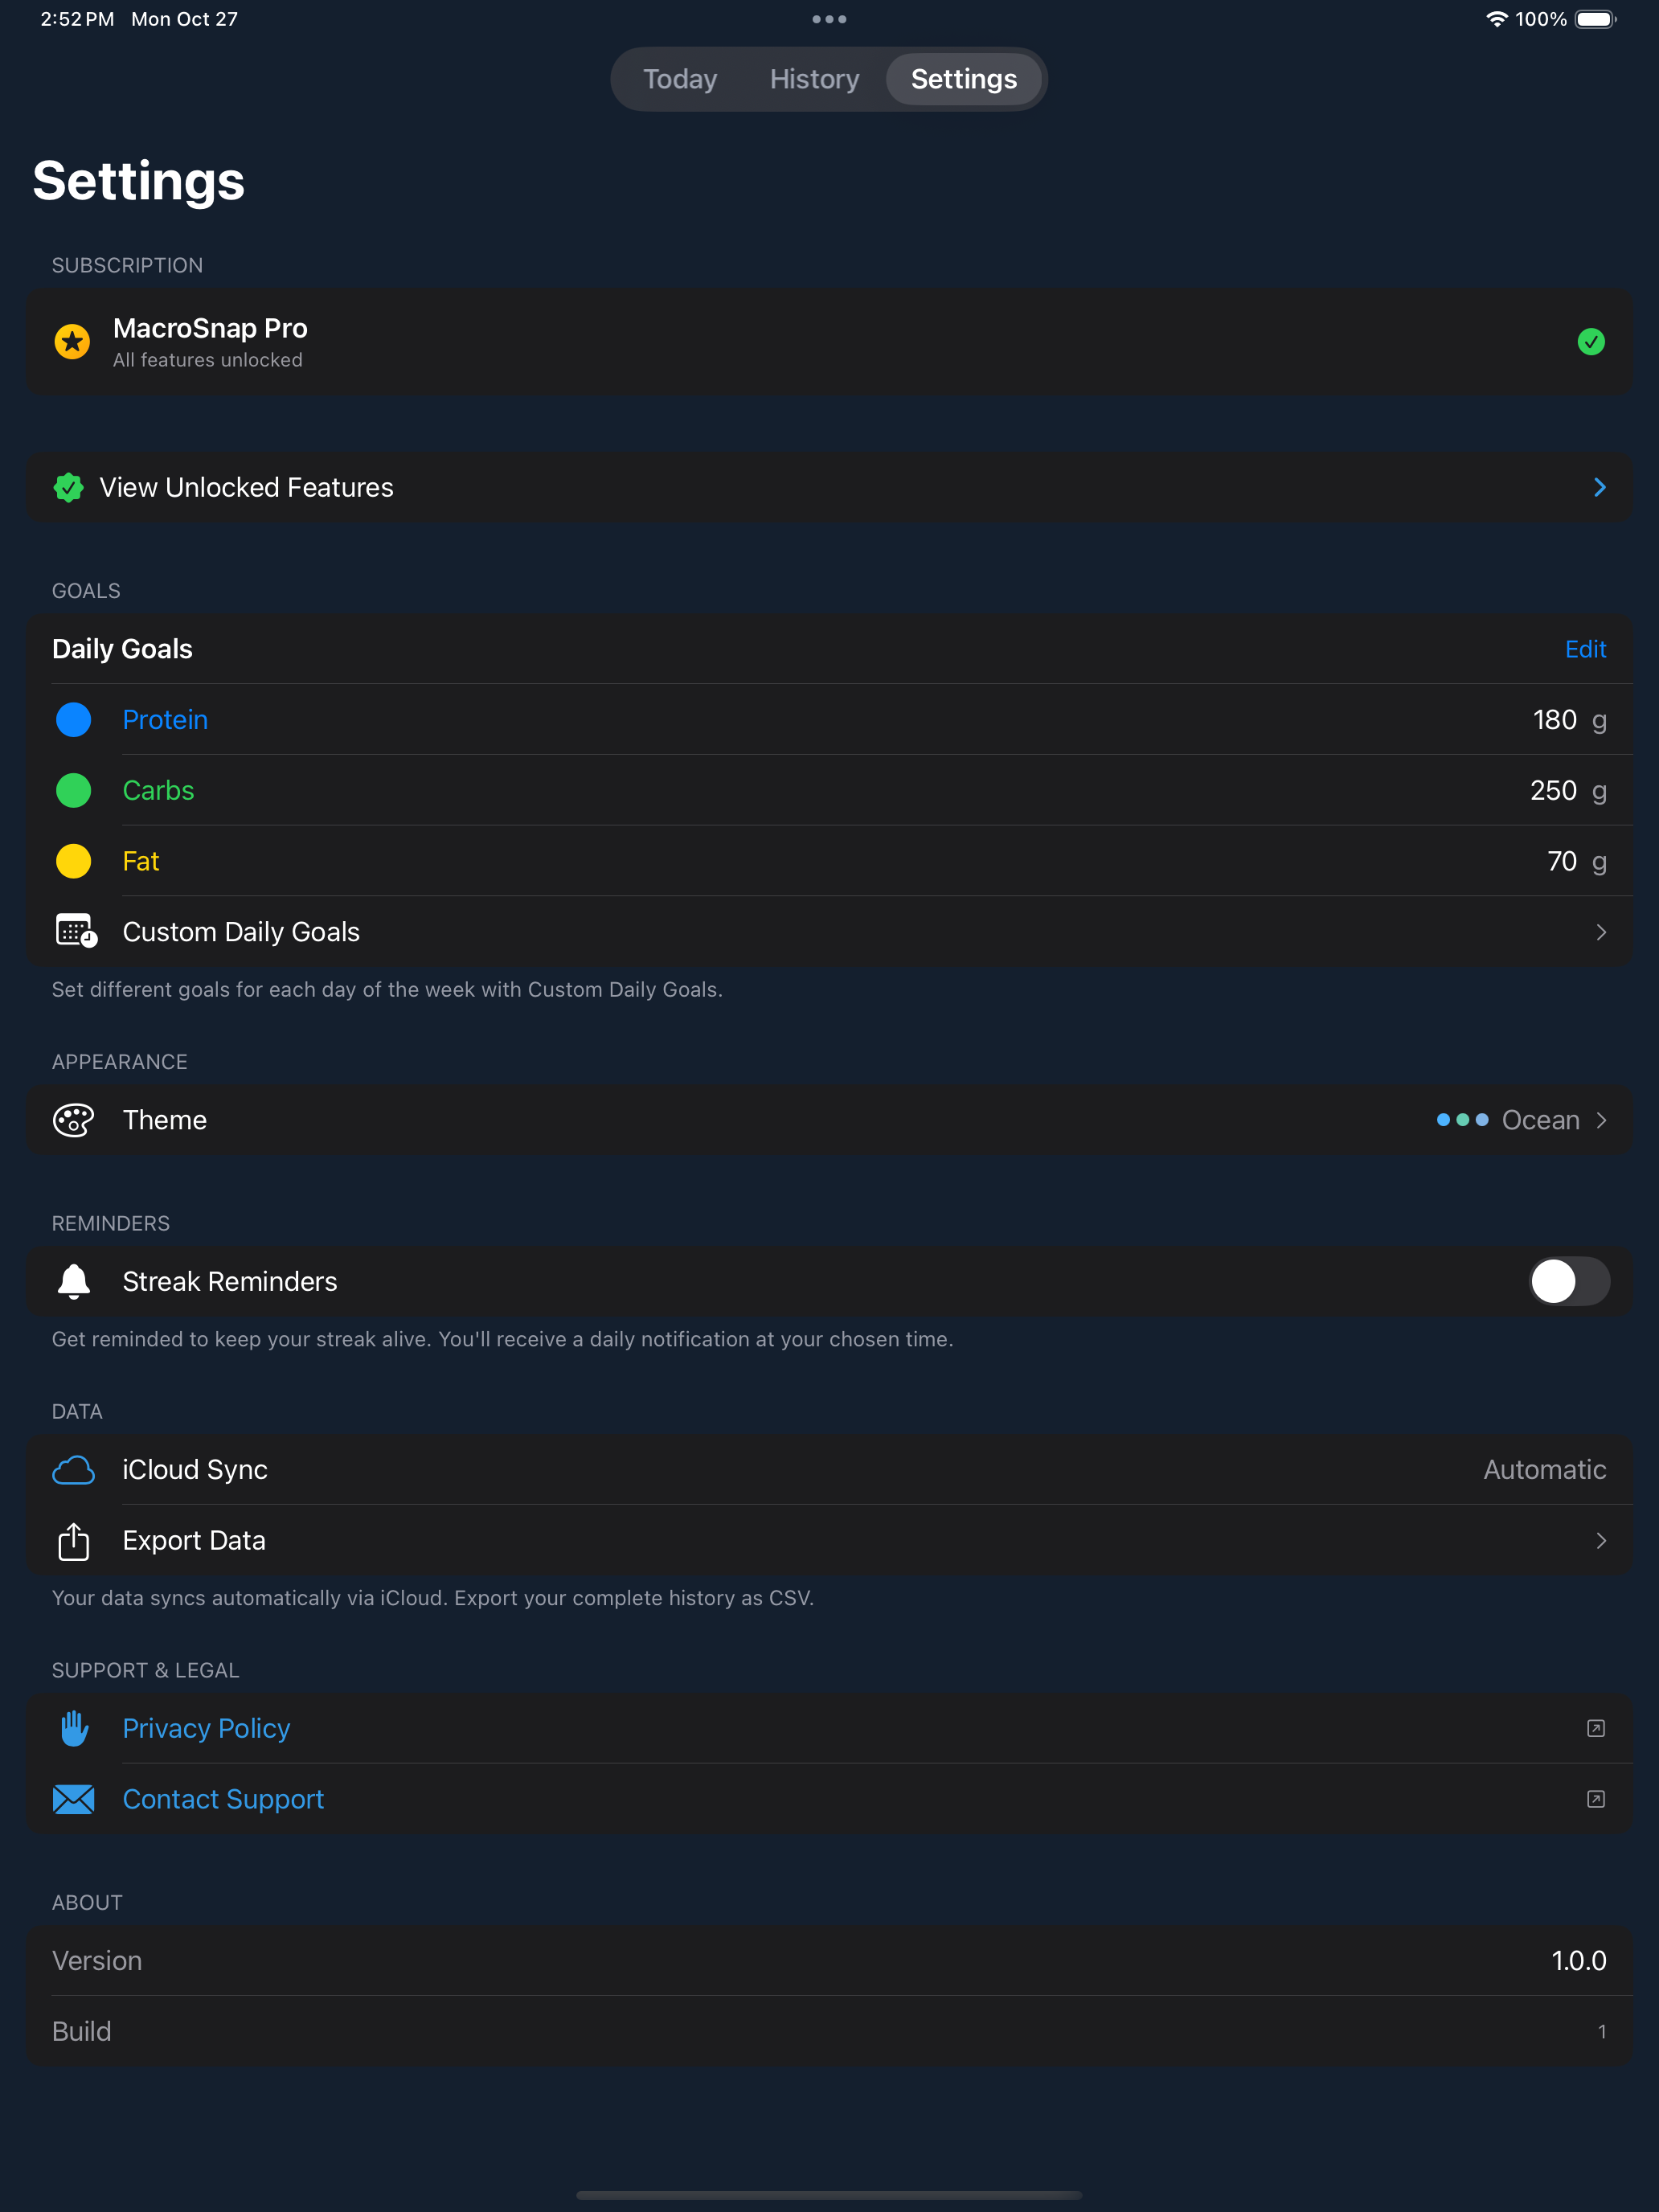 2:52 PM Mon Oct 27
100%
Today History Settings
Settings
SUBSCRIPTION
MacroSnap Pro
All features unlocked
View Unlocked Features
GOALS
Daily Goals Edit
Protein 180 g
Carbs 250 g
Fat 70 g
Custom Daily Goals
Set different goals for each day of the week with Custom Daily Goals.
APPEARANCE
Theme Ocean
REMINDERS
Streak Reminders
Get reminded to keep your streak alive. You'll receive a daily notification at your chosen time.
DATA
iCloud Sync Automatic
Export Data
Your data syncs automatically via iCloud. Export your complete history as CSV.
SUPPORT & LEGAL
Privacy Policy
Contact Support
ABOUT
Version 1.0.0
Build 1